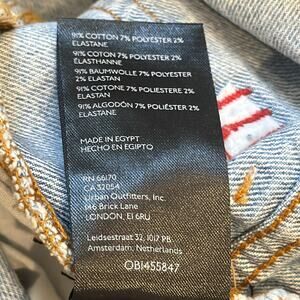 91% COTTON 7% POLYESTER 2%
ELASTANE
91% COTON 7% POLYESTER 2%
ÉLASTHANNE
91% BAUMWOLLE 7% POLYESTER
2% ELASTAN
91% COTONE 7% POLIESTERE 2%
ELASTAN
91% ALGODÓN 7% POLIÉSTER 2%
ELASTANE
MADE IN EGYPT
HECHO EN EGIPTO
RN 66170
CA 32054
Urban Outfitters, Inc.
146 Brick Lane
LONDON, E1 6RU
Leidsestraat 32, 1017 PB
Amsterdam, Netherlands
OB1455847